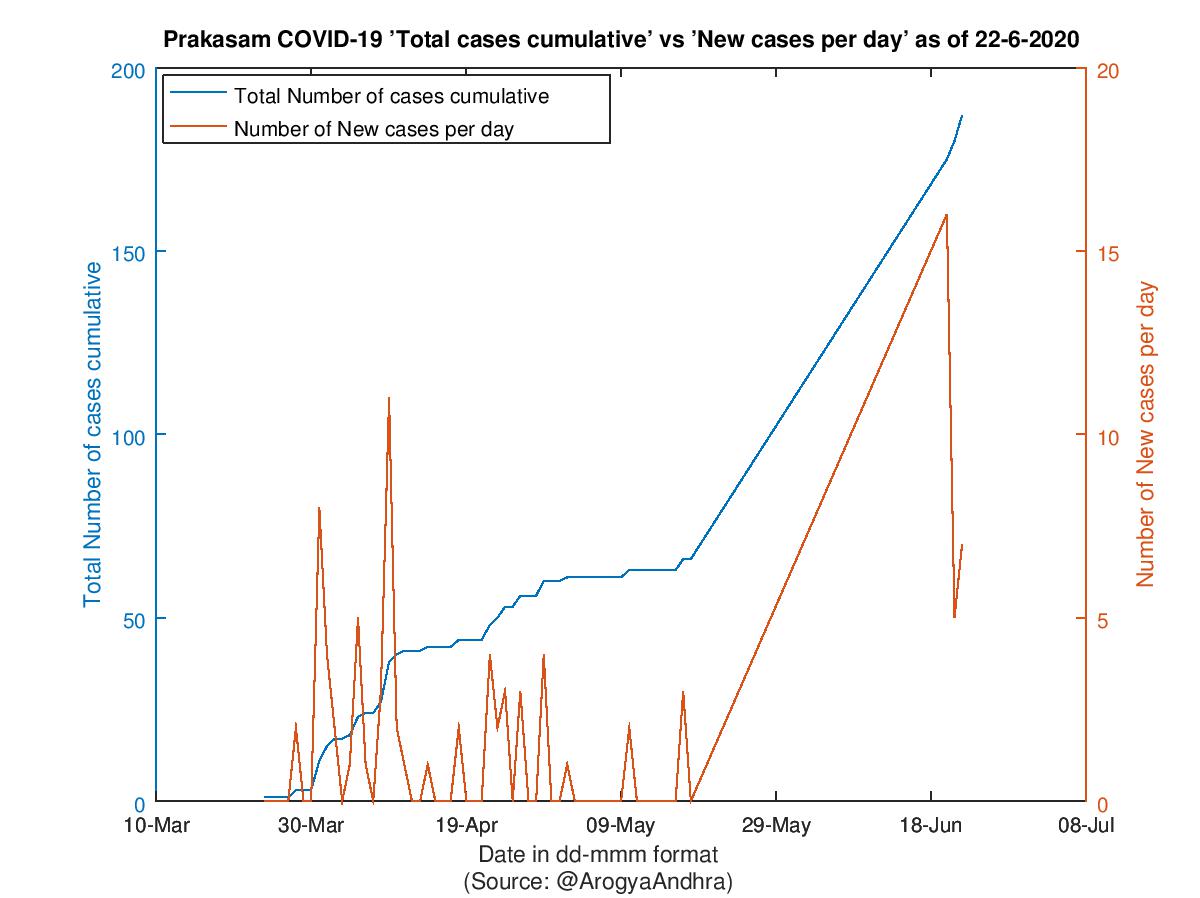 Prakasam COVID-19 ’Total cases cumulative’ vs ’New cases per day’ as of 22-6-2020
Total Number of cases cumulative
Number of New cases per day
Total Number of cases cumulative
200
150
100
50
0
20
15
10
5
0
Number of New cases per day
10-Mar 30-Mar 19-Apr 09-May 29-May 18-Jun 08-Jul
Date in dd-mmm format
(Source: @ArogyaAndhra)